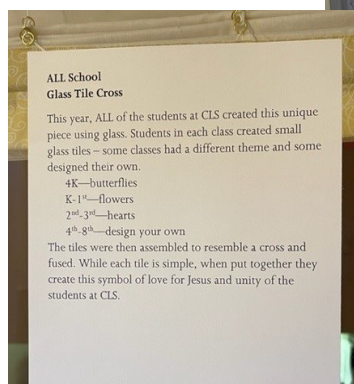 ALL School
Glass Tile Cross
This year, ALL of the students at CLS created this unique
piece using glass. Students in each class created small
glass tiles – some classes had a different theme and some
designed their own.
4K—butterflies
K-1st—flowers
2nd-3rd—hearts
4th-8th—design your own
The tiles were then assembled to resemble a cross and
fused. While each tile is simple, when put together they
create this symbol of love for Jesus and unity of the
students at CLS.